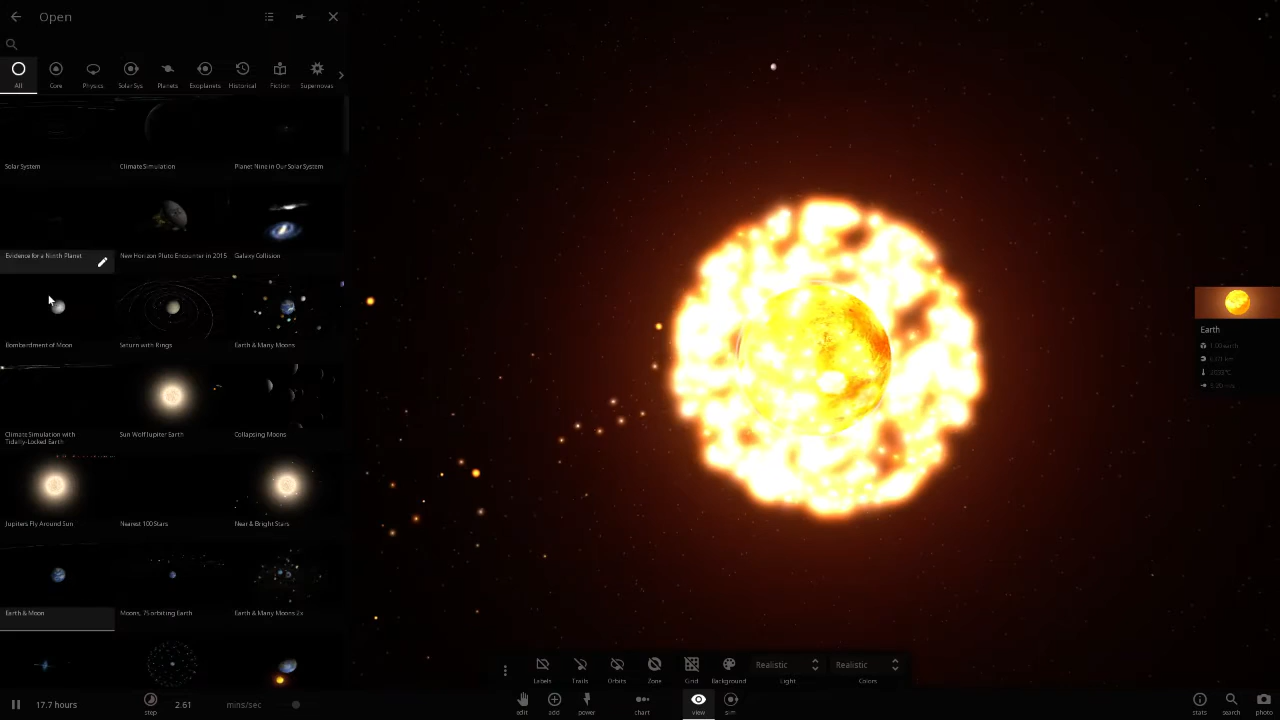 Open
All
Core
Physics
Solar Sys
Planets
Exoplanets
Historical
Fiction
Supernovas
Solar System
Climate Simulation
Planet Nine in Our Solar System
Evidence for a Ninth Planet
New Horizon Pluto Encounter in 2015
Galaxy Collision
Bombardment of Moon
Saturn with Rings
Earth & Many Moons
Climate Simulation with
Tidally-Locked Earth
Sun Wolf Jupiter Earth
Collapsing Moons
Jupiters Fly Around Sun
Nearest 100 Stars
Near & Bright Stars
Earth & Moon
Moons, 75 orbiting Earth
Earth & Many Moons 2x
Earth
1.00 earth
Labels
Trails
Orbits
Zone
Grid
Background
Realistic
Light
Realistic
Colors
17.7 hours
step
2.61
mins/sec
edit
add
power
chart
view
sim
stats
search
photo